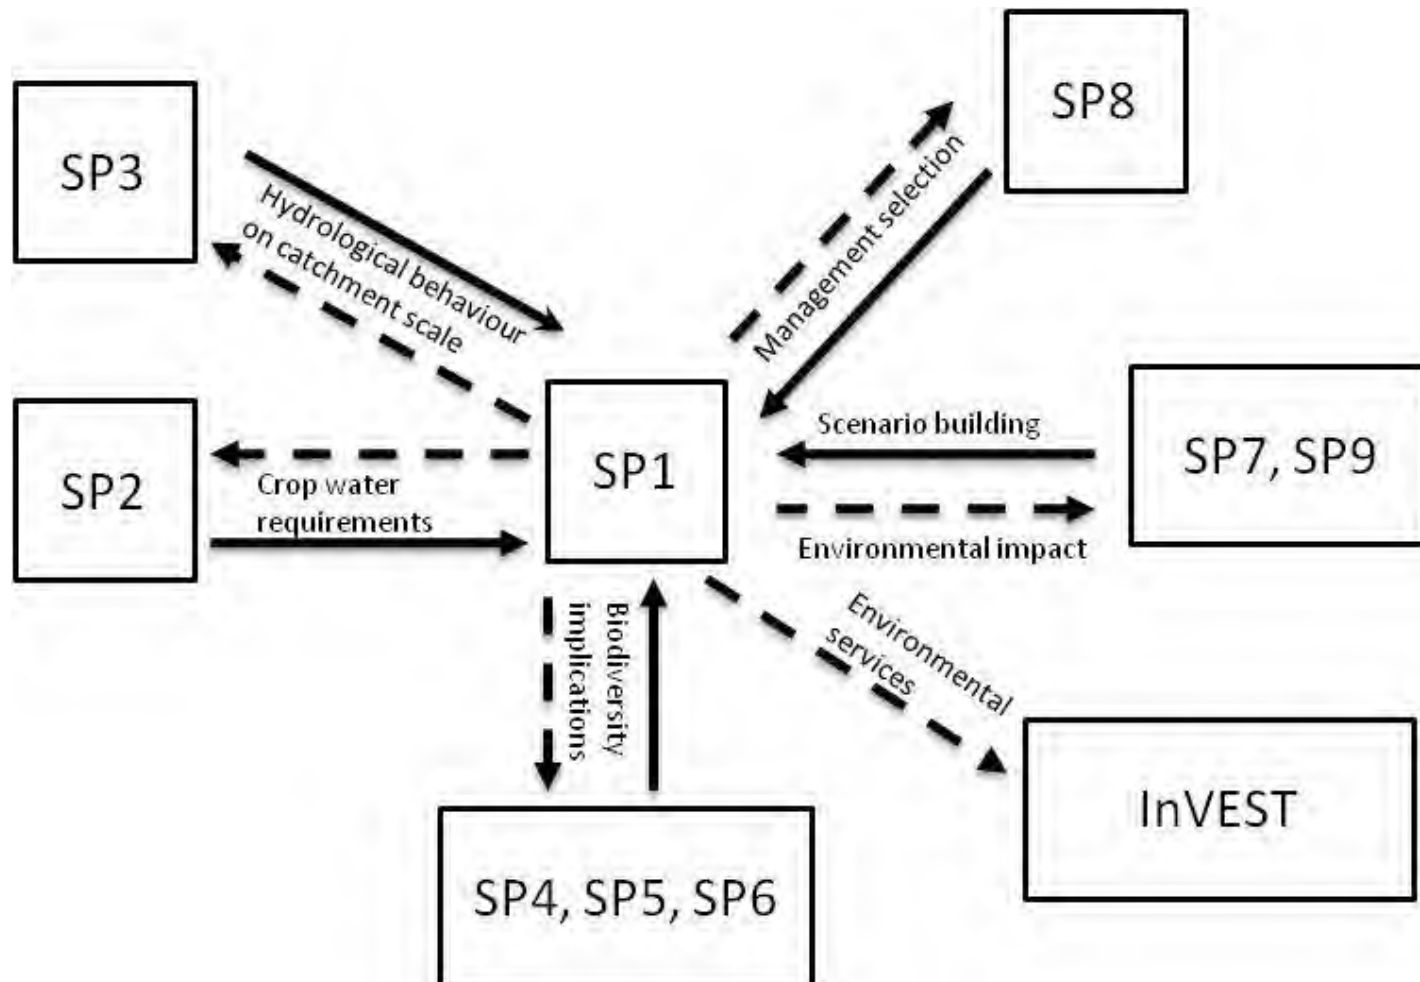 SP8
SP3
Hydrological behaviour
on catchment scale
Management selection
SP2
Crop water
requirements
SP1
Scenario building
SP7, SP9
Environmental impact
Biodiversity
implications
Environmental
services
InVEST
SP4, SP5, SP6